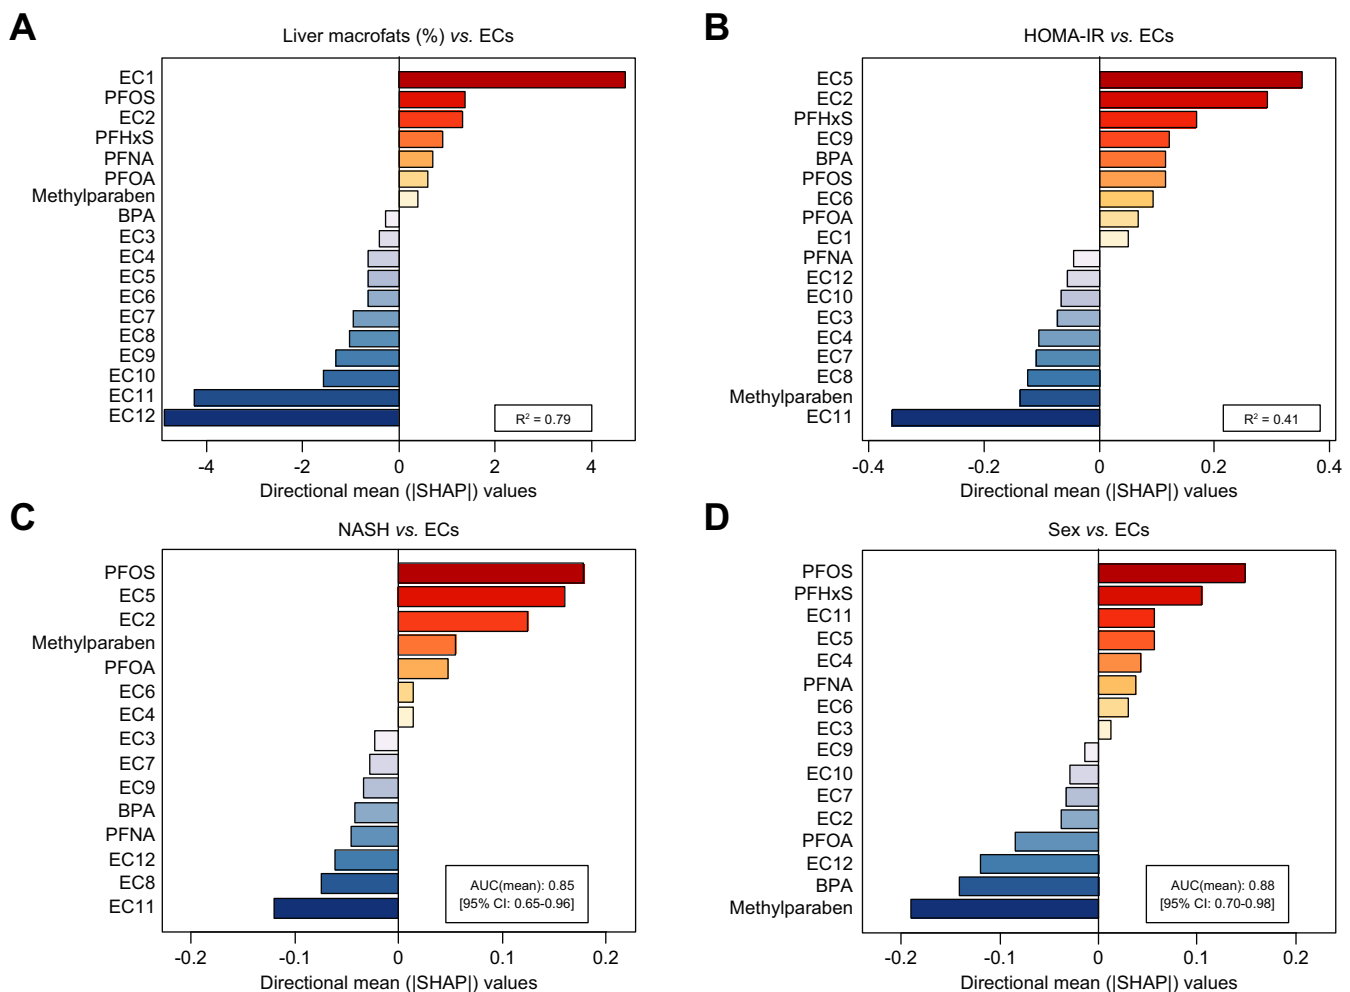 A
Liver macrofats (%) vs. ECs
EC1
PFOS
EC2
PFHxS
PFNA
PFOA
Methylparaben
BPA
EC3
EC4
EC5
EC6
EC7
EC8
EC9
EC10
EC11
EC12
R² = 0.79
-4 -2 0 2 4
Directional mean (|SHAP|) values
B
HOMA-IR vs. ECs
EC5
EC2
PFHxS
EC9
BPA
PFOS
EC6
PFOA
EC1
PFNA
EC12
EC10
EC3
EC4
EC7
EC8
Methylparaben
EC11
R² = 0.41
-0.4 -0.2 0 0.2 0.4
Directional mean (|SHAP|) values
C
NASH vs. ECs
PFOS
EC5
EC2
Methylparaben
PFOA
EC6
EC4
EC3
EC7
EC9
BPA
PFNA
EC12
EC8
EC11
AUC(mean): 0.85
[95% CI: 0.65-0.96]
-0.2 -0.1 0 0.1 0.2
Directional mean (|SHAP|) values
D
Sex vs. ECs
PFOS
PFHxS
EC11
EC5
EC4
PFNA
EC6
EC3
EC9
EC10
EC7
EC2
PFOA
EC12
BPA
Methylparaben
AUC(mean): 0.88
[95% CI: 0.70-0.98]
-0.2 -0.1 0 0.1 0.2
Directional mean (|SHAP|) values